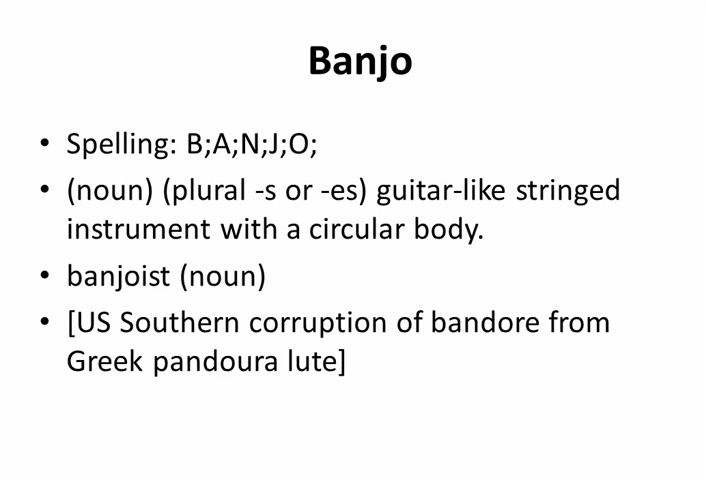 Banjo
• Spelling: B;A;N;J;O;
• (noun) (plural -s or -es) guitar-like stringed
instrument with a circular body.
• banjoist (noun)
• [US Southern corruption of bandore from
Greek pandoura lute]